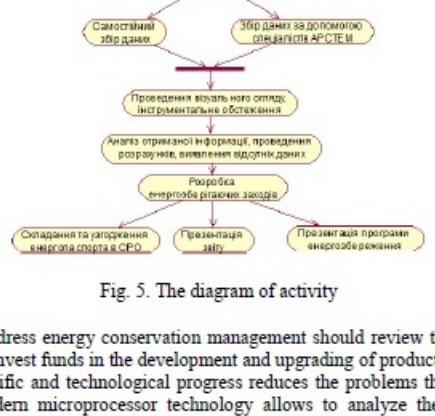 Самостійний
збір даних
Збір даних за допомогою
спеціалістів АРСТЕМ
Проведення візуального огляду,
інструментальне обстеження
Аналіз отриманої інформації, проведення
розрахунків, виявлення відсутніх даних
Розробка
енергозберігаючих заходів
Складання та узгодження
енергопаспорта в СРО
Презентація
звіту
Презентація програми
енергозбереження
Fig. 5. The diagram of activity
dress energy conservation management should review t
nvest funds in the development and upgrading of product
ific and technological progress reduces the problems th
dern microprocessor technology allows to analyze the